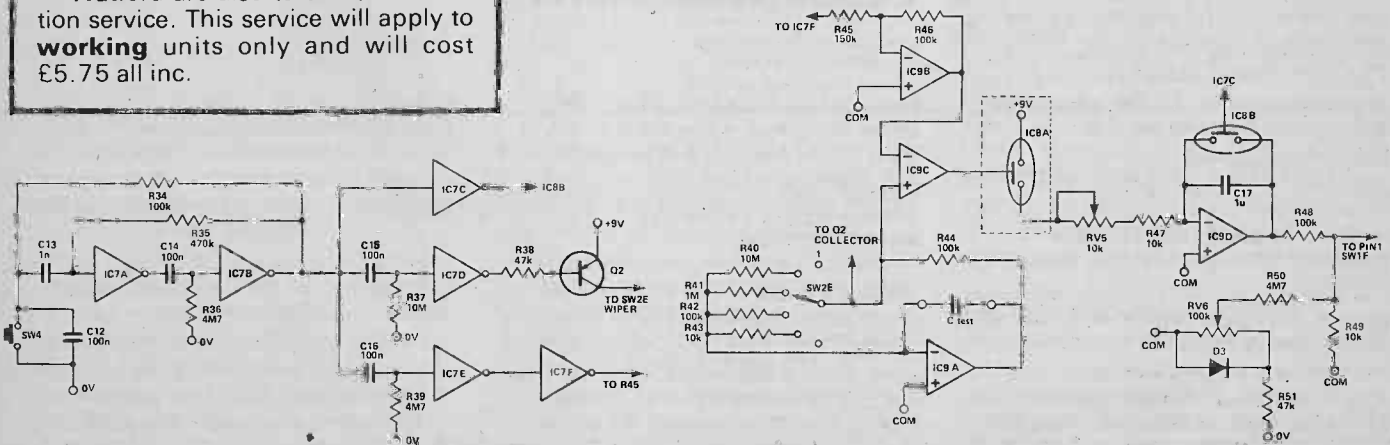 tion service. This service will apply to
working units only and will cost
£5.75 all inc.
TO IC7F
R45
150k
R46
100k
IC9B
COM
+9V
IC8A
IC9C
IC7C
IC8B
C17
1u
RV5
10k
R47
10k
IC9D
COM
R48
100k
TO PIN1
SW1F
R50
4M7
RV6
100k
COM
D3
R49
10k
COM
R51
47k
0V
R34
100k
R35
470k
C13
1n
IC7A
C14
100n
IC7B
R36
4M7
0V
SW4
C12
100n
0V
IC7C
IC8B
C15
100n
IC7D
R37
10M
0V
R38
47k
+9V
Q2
TO SW2E
WIPER
C16
100n
IC7E
IC7F
TO R45
R39
4M7
0V
TO Q2
COLLECTOR
1
SW2E
R40
10M
R41
1M
R42
100k
R43
10k
R44
100k
C test
IC9A
COM